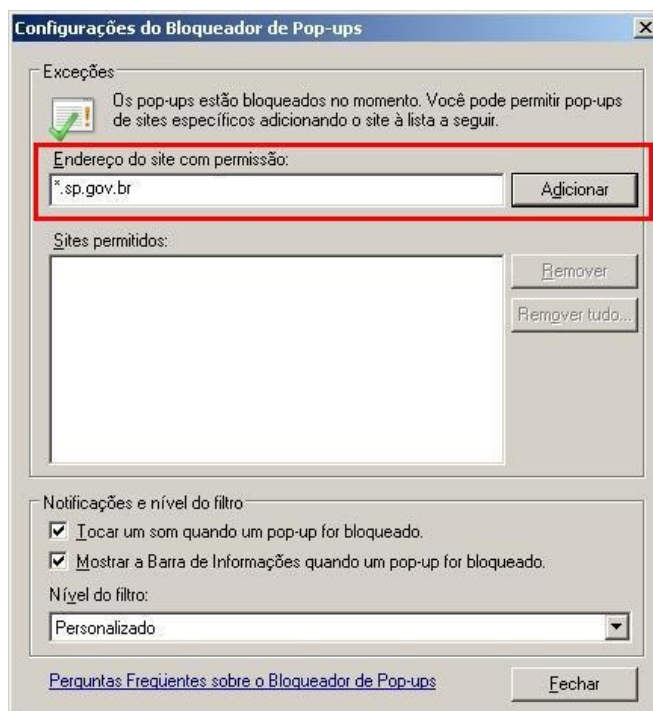 Configurações do Bloqueador de Pop-ups
Exceções
Os pop-ups estão bloqueados no momento. Você pode permitir pop-ups
de sites específicos adicionando o site à lista a seguir.
Endereço do site com permissão:
*.sp.gov.br
Adicionar
Sites permitidos:
Remover
Remover tudo...
Notificações e nível do filtro
Tocar um som quando um pop-up for bloqueado.
Mostrar a Barra de Informações quando um pop-up for bloqueado.
Nível do filtro:
Personalizado
Perguntas Freqüentes sobre o Bloqueador de Pop-ups
Fechar